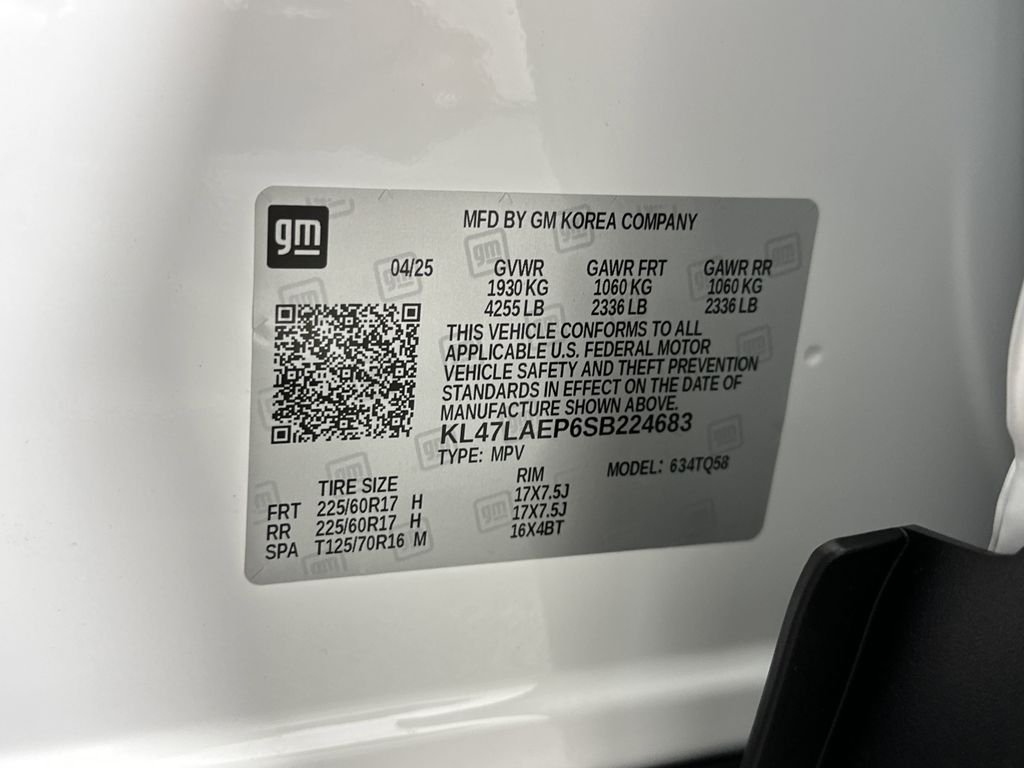 gm
MFD BY GM KOREA COMPANY
04/25 GVWR GAWR FRT GAWR RR
1930 KG 1060 KG 1060 KG
4255 LB 2336 LB 2336 LB
THIS VEHICLE CONFORMS TO ALL
APPLICABLE U.S. FEDERAL MOTOR
VEHICLE SAFETY AND THEFT PREVENTION
STANDARDS IN EFFECT ON THE DATE OF
MANUFACTURE SHOWN ABOVE.
KL47LAEP6SB224683
TYPE: MPV MODEL: 634TQ58
TIRE SIZE RIM
FRT 225/60R17 H 17X7.5J
RR 225/60R17 H 17X7.5J
SPA T125/70R16 M 16X4BT